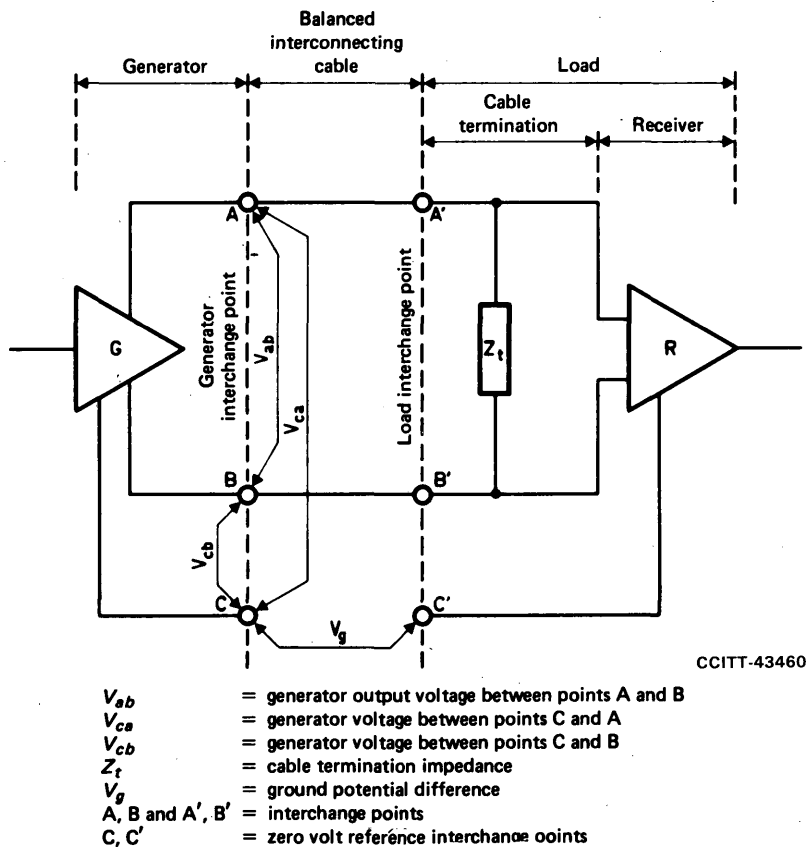 Balanced
interconnecting
cable
Generator
Load
Cable
termination
Receiver
A
A'
Generator
interchange point
Load interchange point
V_ab
V_ca
G
Z_t
R
B
B'
V_cb
C
C'
V_g
CCITT-43460
V_ab = generator output voltage between points A and B
V_ca = generator voltage between points C and A
V_cb = generator voltage between points C and B
Z_t = cable termination impedance
V_g = ground potential difference
A, B and A', B' = interchange points
C, C' = zero volt reference interchange ooints